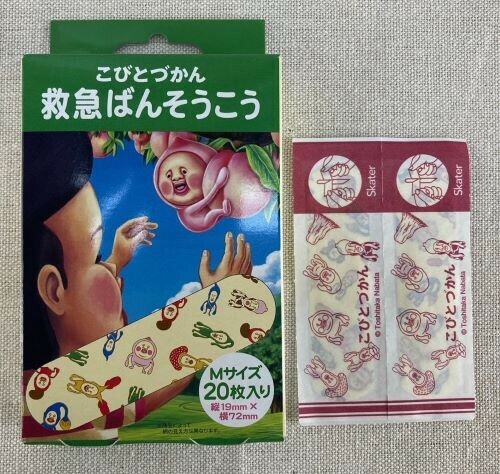 こびとづかん
救急ばんそうこう
Mサイズ
20枚入り
縦19mm×
横72mm
Skater
こびとづかん
© Toshitaka Nabata
Skater
こびとづかん
© Toshitaka Nabata